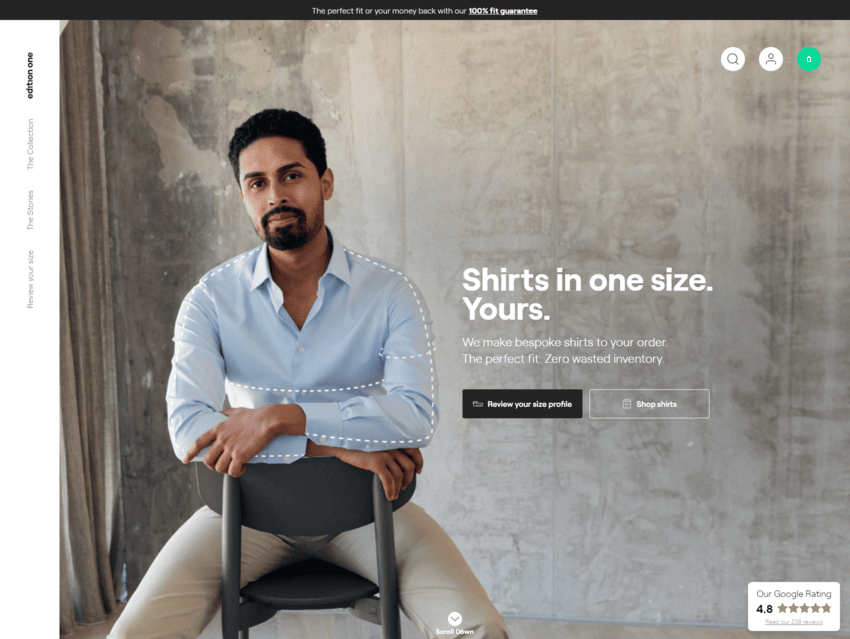 The perfect fit or your money back with our 100% fit guarantee
edition one
The Collection
The Stories
Review your size
0
Shirts in one size.
Yours.
We make bespoke shirts to your order.
The perfect fit. Zero wasted inventory.
Review your size profile
Shop shirts
Scroll Down
Our Google Rating
4.8
Read our 238 reviews